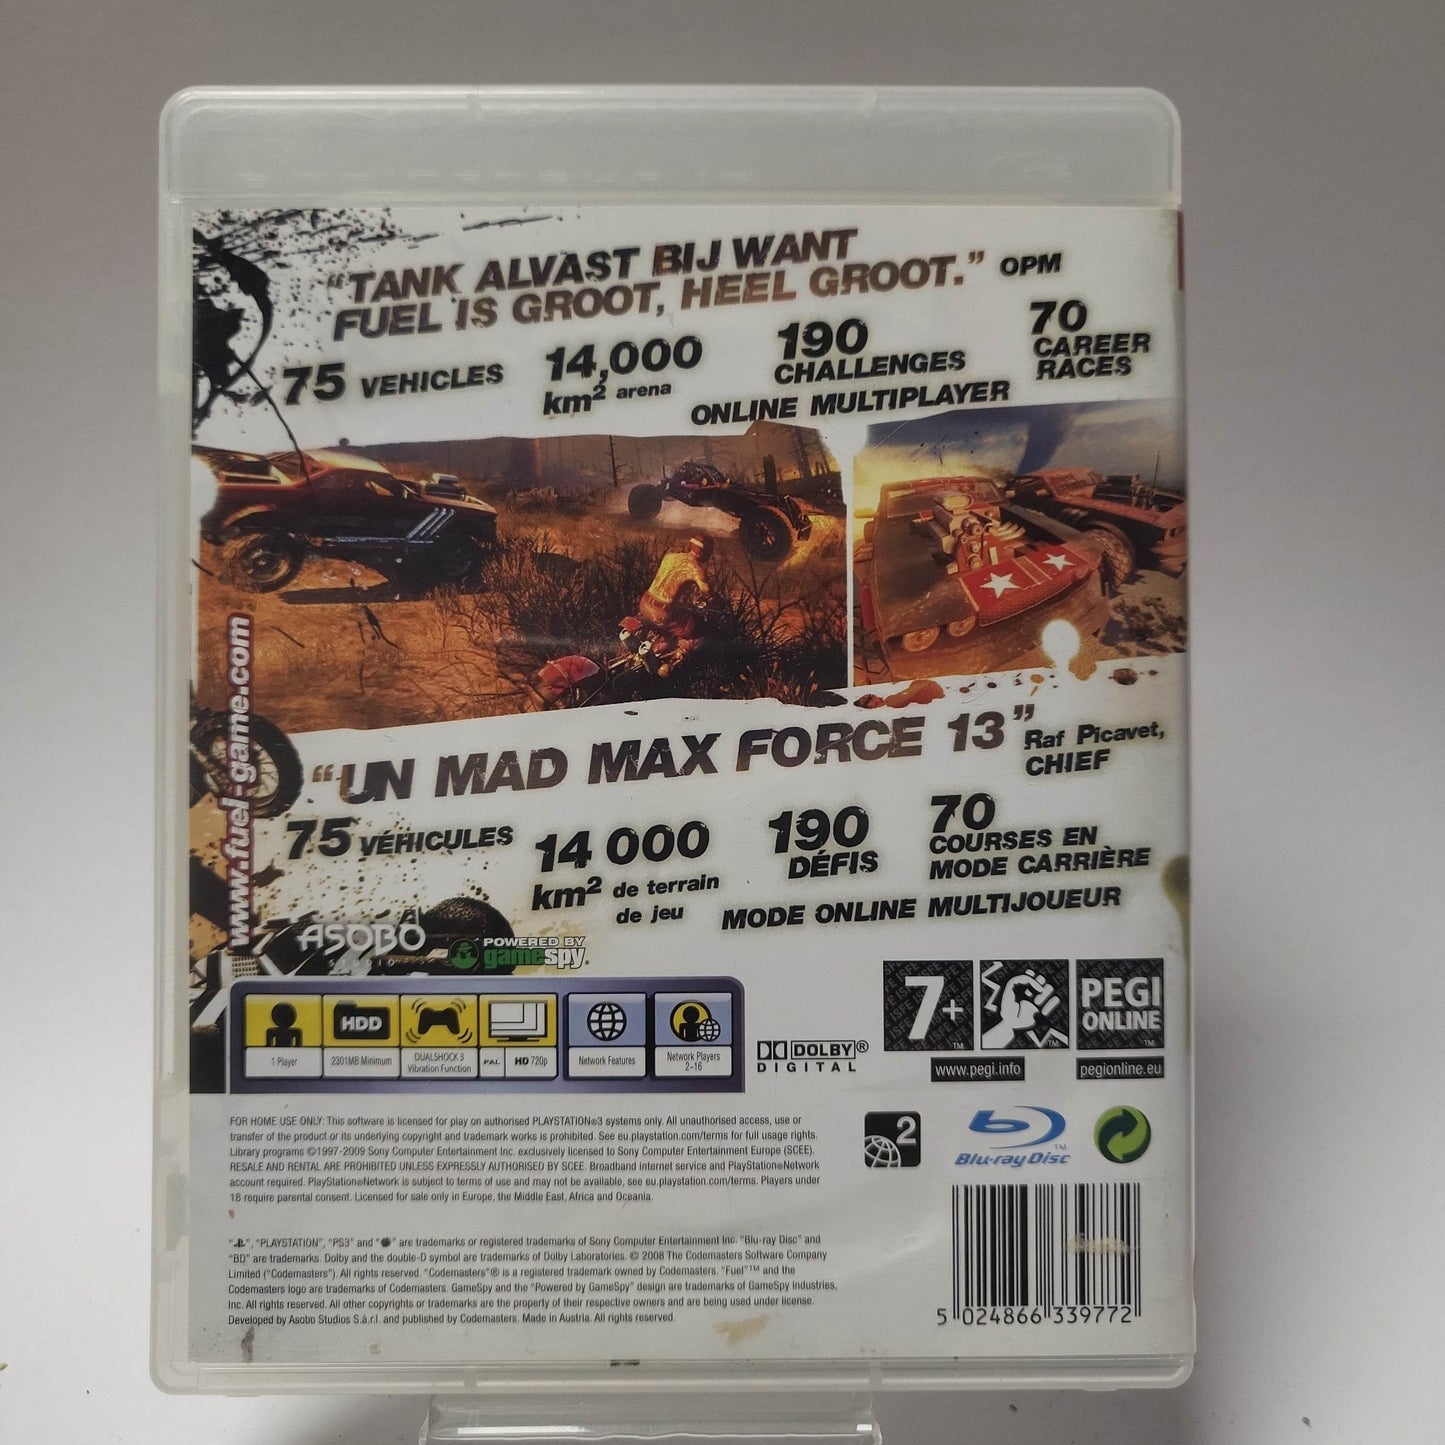 “TANK ALVAST BIJ WANT
FUEL IS GROOT, HEEL GROOT.” OPM
75 VEHICLES
14,000
km² arena
190
CHALLENGES
70
CAREER
RACES
ONLINE MULTIPLAYER
www.fuel-game.com
“UN MAD MAX FORCE 13”
Raf Picavet,
CHIEF
75 VÉHICULES
14 000
km² de terrain
de jeu
190
DÉFIS
70
COURSES EN
MODE CARRIÈRE
MODE ONLINE MULTIJOUEUR
ASOBO
STUDIO
POWERED BY
gamespy.
1 Player
HDD
2301MB Minimum
DUALSHOCK 3
Vibration Function
PAL HD 720p
Network Features
Network Players
2-16
DOLBY®
DIGITAL
7+
™
www.pegi.info
PEGI
ONLINE
™
pegionline.eu
FOR HOME USE ONLY: This software is licensed for play on authorised PLAYSTATION®3 systems only. All unauthorised access, use or
transfer of the product or its underlying copyright and trademark works is prohibited. See eu.playstation.com/terms for full usage rights.
Library programs ©1997-2009 Sony Computer Entertainment Inc. exclusively licensed to Sony Computer Entertainment Europe (SCEE).
RESALE AND RENTAL ARE PROHIBITED UNLESS EXPRESSLY AUTHORISED BY SCEE. Broadband internet service and PlayStation®Network
account required. PlayStation®Network is subject to terms of use and may not be available, see eu.playstation.com/terms. Players under
18 require parental consent. Licensed for sale only in Europe, the Middle East, Africa and Oceania.
2
Blu-ray Disc™
“ ”, “PLAYSTATION”, “PS3” and “ ” are trademarks or registered trademarks of Sony Computer Entertainment Inc. “Blu-ray Disc” and
“BD” are trademarks. Dolby and the double-D symbol are trademarks of Dolby Laboratories. © 2008 The Codemasters Software Company
Limited (“Codemasters”). All rights reserved. “Codemasters”® is a registered trademark owned by Codemasters. “Fuel”™ and the
Codemasters logo are trademarks of Codemasters. GameSpy and the “Powered by GameSpy” design are trademarks of GameSpy Industries,
Inc. All rights reserved. All other copyrights or trademarks are the property of their respective owners and are being used under license.
Developed by Asobo Studios S.à.r.l. and published by Codemasters. Made in Austria. All rights reserved.
5 024866 339772